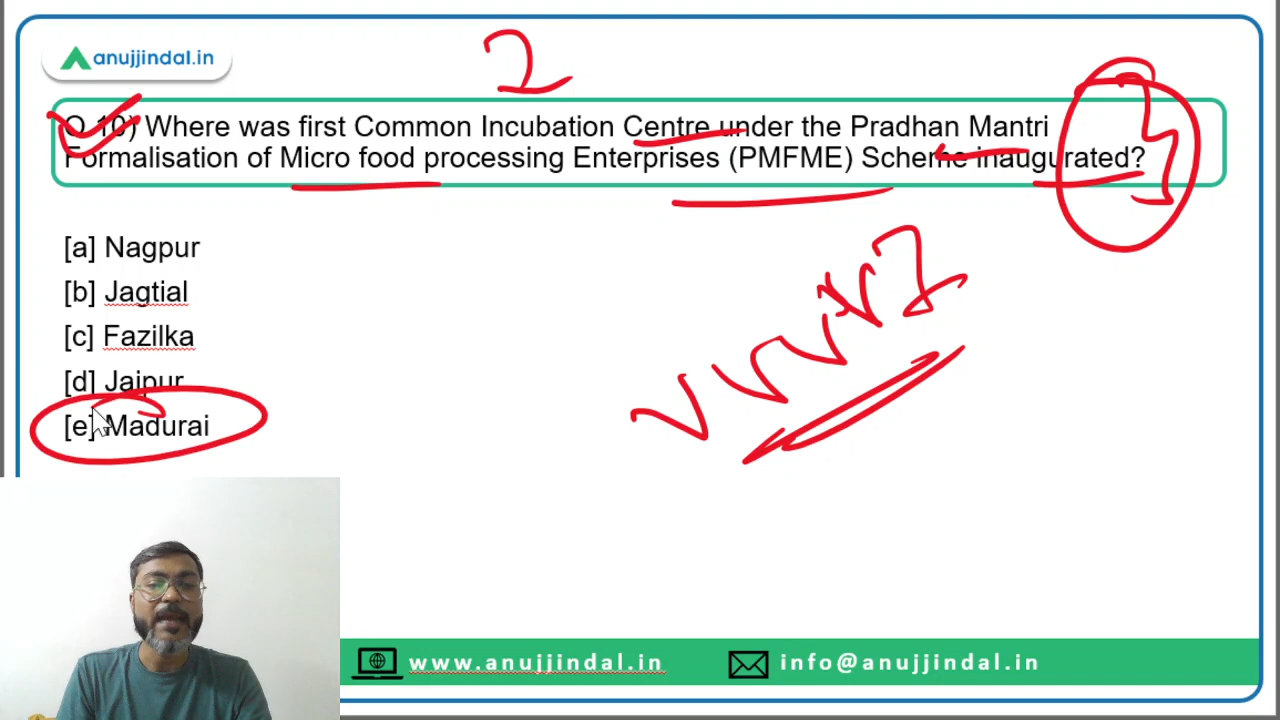 anujjindal.in
2
Q 10) Where was first Common Incubation Centre under the Pradhan Mantri
Formalisation of Micro food processing Enterprises (PMFME) Scheme inaugurated?
[a] Nagpur
[b] Jagtial
[c] Fazilka
[d] Jaipur
[e] Madurai
www.anujjindal.in
info@anujjindal.in